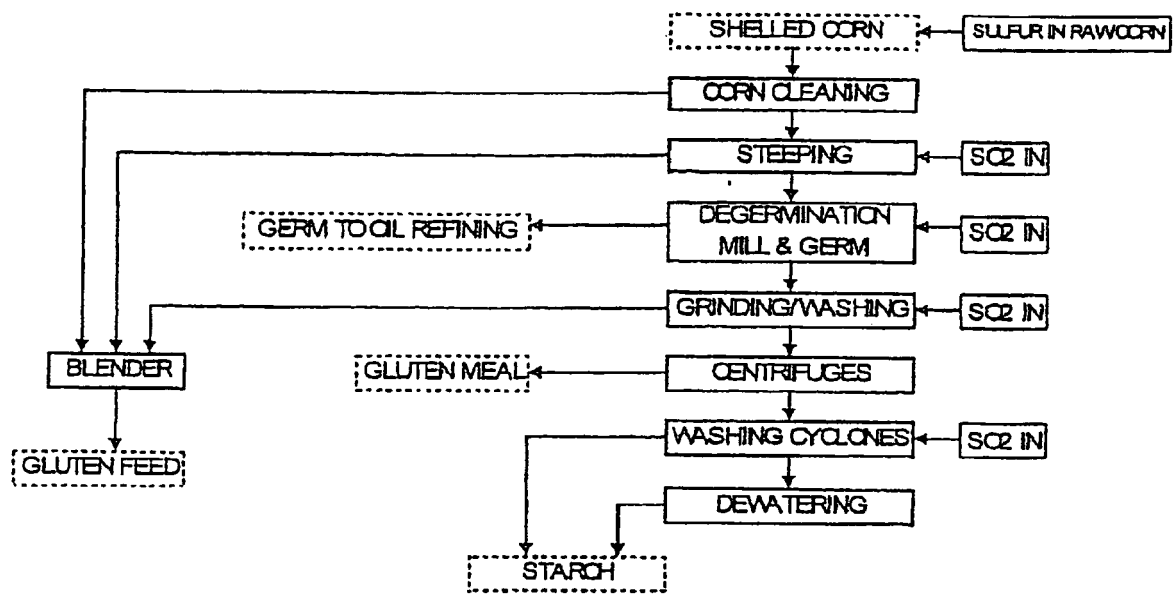 SHELLED CORN
SULFUR IN RAW CORN
CORN CLEANING
STEEPING
SO2 IN
GERM TO OIL REFINING
DEGERMINATION
MILL & GERM
SO2 IN
GRINDING/WASHING
SO2 IN
BLENDER
GLUTEN MEAL
CENTRIFUGES
WASHING CYCLONES
SO2 IN
GLUTEN FEED
DEWATERING
STARCH